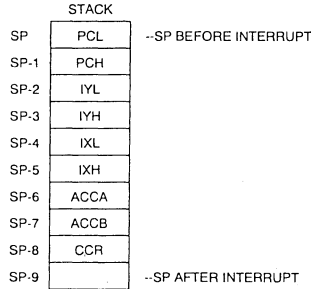 STACK
SP PCL --SP BEFORE INTERRUPT
SP-1 PCH
SP-2 IYL
SP-3 IYH
SP-4 IXL
SP-5 IXH
SP-6 ACCA
SP-7 ACCB
SP-8 CCR
SP-9 --SP AFTER INTERRUPT